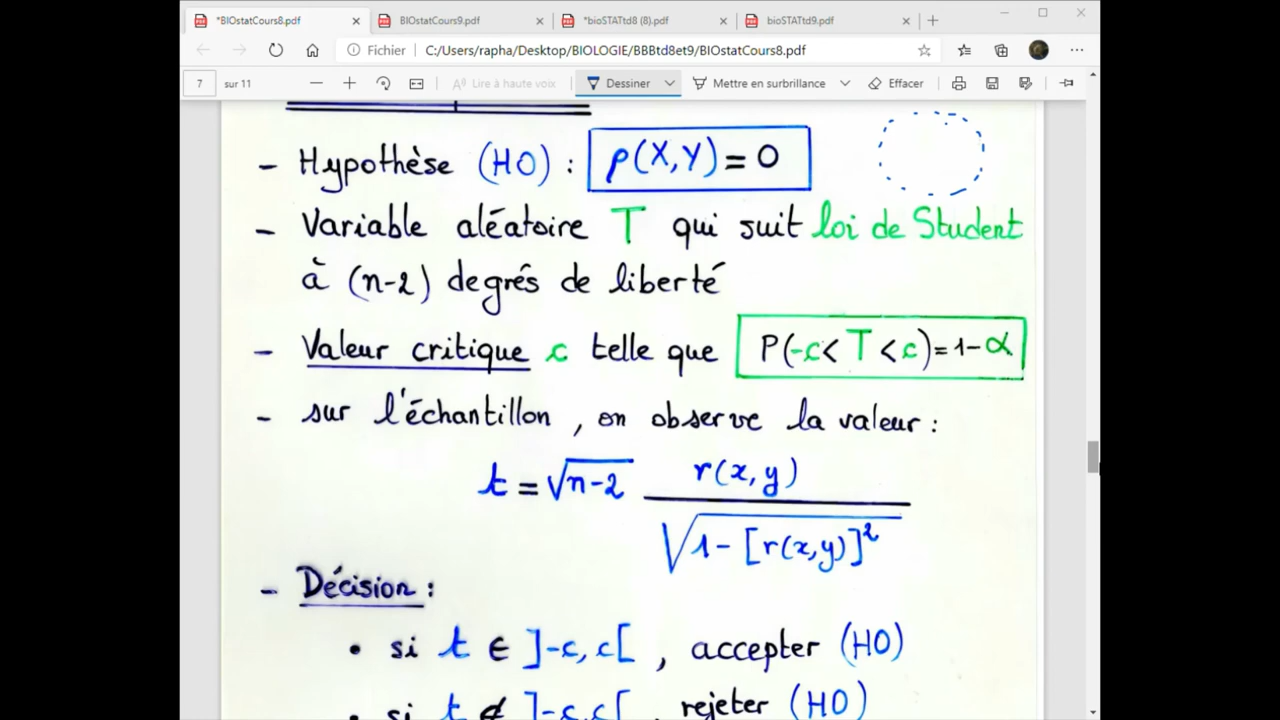 *BIOstatCours8.pdf
BIOstatCours9.pdf
*bioSTATtd8 (8).pdf
bioSTATtd9.pdf
Fichier
C:/Users/rapha/Desktop/BIOLOGIE/BBBtd8et9/BIOstatCours8.pdf
7 sur 11
Lire à haute voix
Dessiner
Mettre en surbrillance
Effacer
- Hypothèse (H0) : ρ(X,Y) = 0
- Variable aléatoire T qui suit loi de Student
à (n-2) degrés de liberté
- Valeur critique c telle que P(-c< T <c)=1-α
- sur l'échantillon, on observe la valeur :
t = √n-2 r(x,y)
√1-[r(x,y)]²
- Décision :
• si t ∈ ]-c,c[ , accepter (H0)
• si t ∉ ]-c,c[ , rejeter (H0)